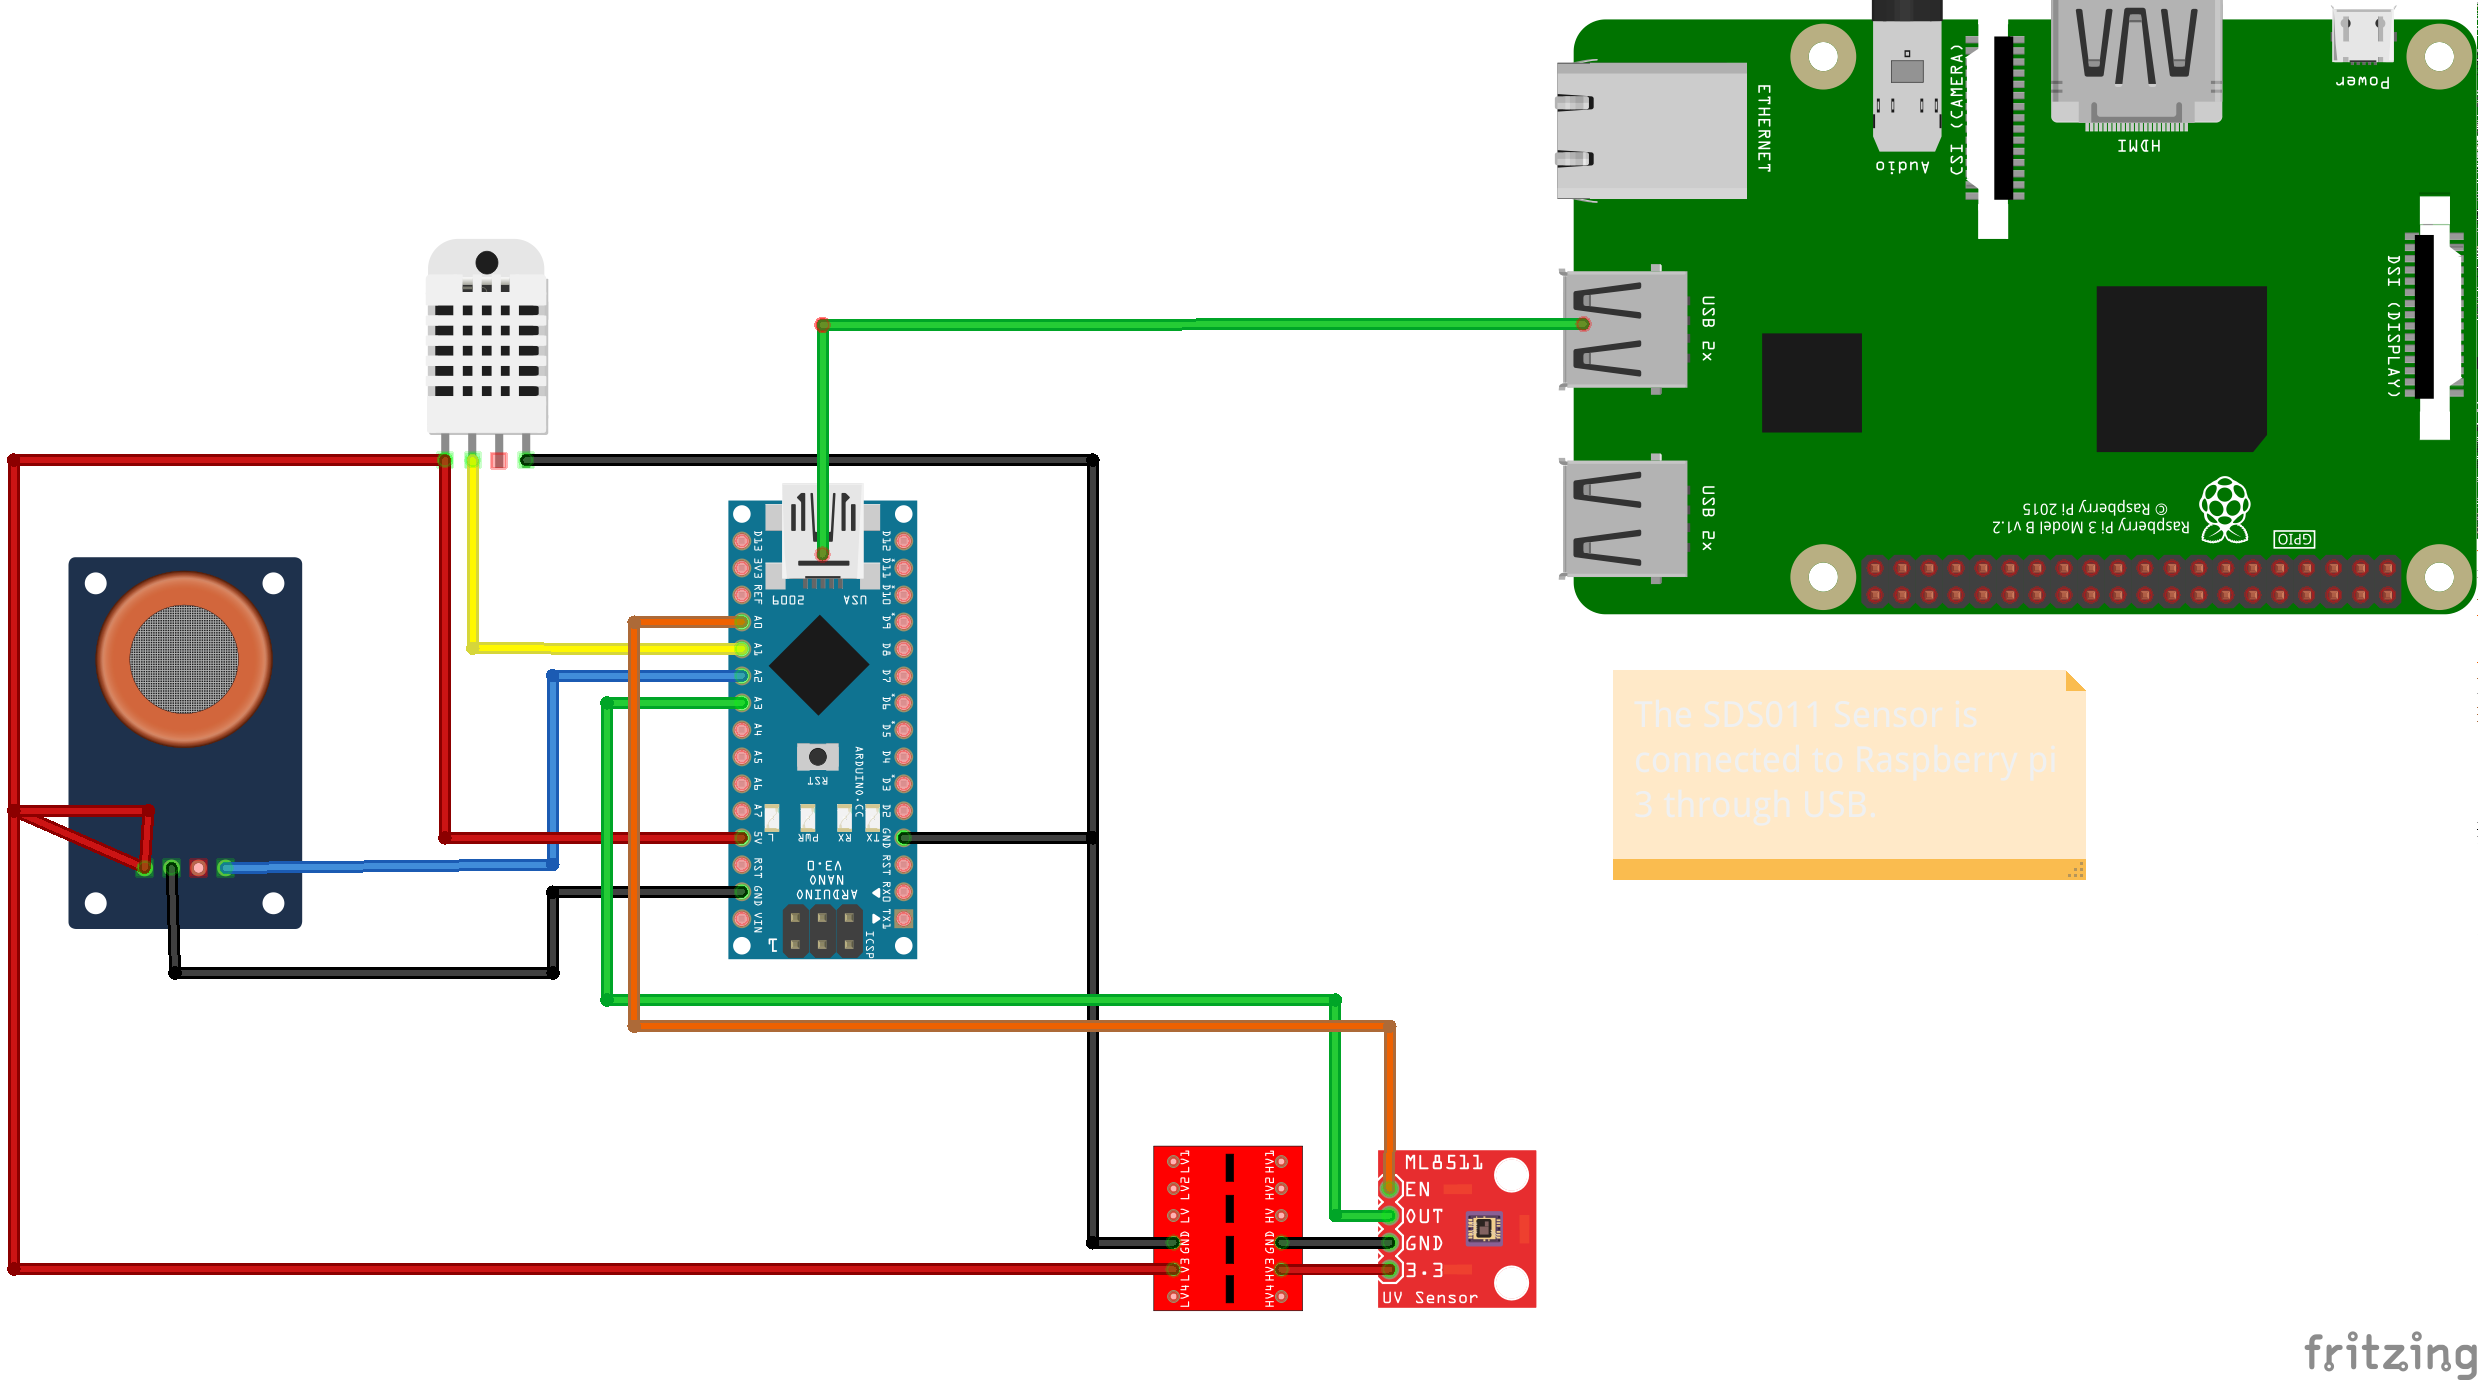 ETHERNET
Audio
CSI (CAMERA)
HDMI
Power
DSI (DISPLAY)
USB 2x
USB 2x
Raspberry Pi 3 Model B v1.2
© Raspberry Pi 2015
GPIO
The SDS011 Sensor is
connected to Raspberry pi
3 through USB.
D13
3V3
REF
A0
A1
A2
A3
A4
A5
A6
A7
5V
RST
GND
VIN
D12
D11
D10
D9
D8
D7
D6
D5
D4
D3
D2
GND
RST
RX0
TX1
USA
2009
RST
ARDUINO.CC
L
PWR
RX
TX
ARDUINO
NANO
V3.0
1
ICSP
LV1
LV2
LV
GND
LV3
LV4
HV1
HV2
HV
GND
HV3
HV4
ML8511
EN
OUT
GND
3.3
UV Sensor
fritzing